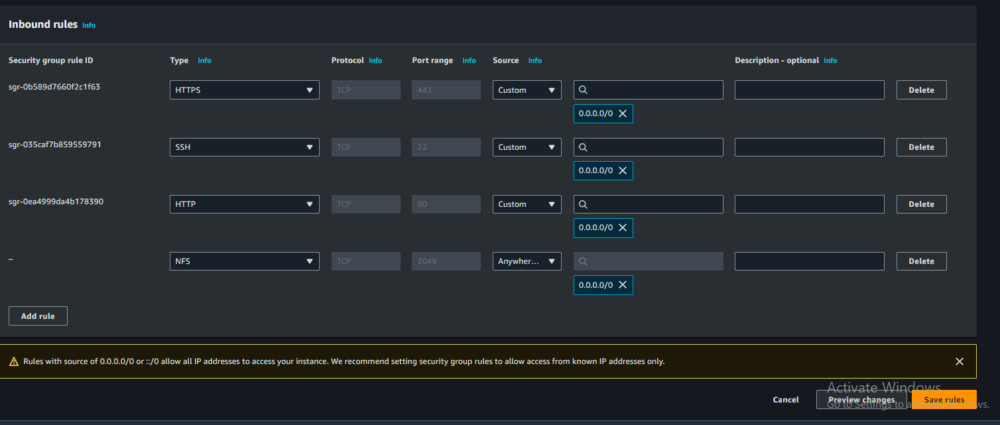 Inbound rules Info
Security group rule ID Type Info Protocol Info Port range Info Source Info Description - optional Info
sgr-0b589d7660f2c1f63 HTTPS TCP 443 Custom Delete
0.0.0.0/0
sgr-035caf7b859559791 SSH TCP 22 Custom Delete
0.0.0.0/0
sgr-0ea4999da4b178390 HTTP TCP 80 Custom Delete
0.0.0.0/0
– NFS TCP 2049 Anywher... Delete
0.0.0.0/0
Add rule
Rules with source of 0.0.0.0/0 or ::/0 allow all IP addresses to access your instance. We recommend setting security group rules to allow access from known IP addresses only.
Activate Windows
Cancel Preview changes Save rules
Go to Settings to activate Windows.